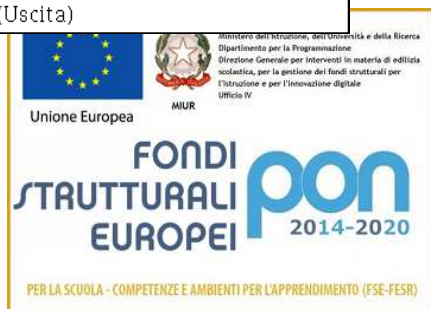 (Uscita)
Ministero dell'Istruzione, dell'Università e della Ricerca
Dipartimento per la Programmazione
Direzione Generale per interventi in materia di edilizia
scolastica, per la gestione dei fondi strutturali per
l'istruzione e per l'innovazione digitale
Ufficio IV
Unione Europea
MIUR
FONDI
STRUTTURALI
EUROPEI
pon
2014-2020
PER LA SCUOLA - COMPETENZE E AMBIENTI PER L'APPRENDIMENTO (FSE-FESR)